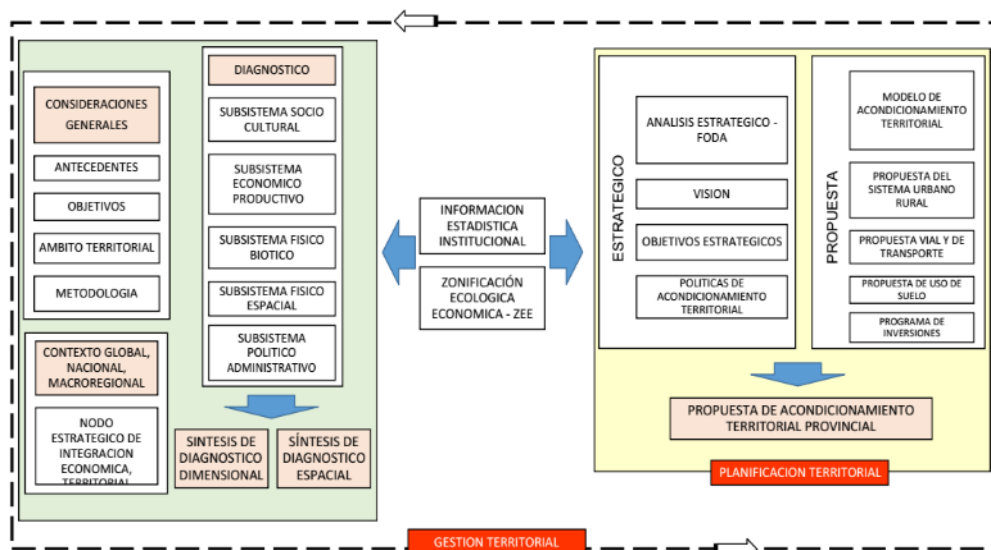 CONSIDERACIONES
GENERALES
ANTECEDENTES
OBJETIVOS
AMBITO TERRITORIAL
METODOLOGIA
CONTEXTO GLOBAL,
NACIONAL,
MACROREGIONAL
NODO
ESTRATEGICO DE
INTEGRACION
ECONOMICA,
TERRITORIAL
DIAGNOSTICO
SUBSISTEMA SOCIO
CULTURAL
SUBSISTEMA
ECONOMICO
PRODUCTIVO
SUBSISTEMA FISICO
BIOTICO
SUBSISTEMA FISICO
ESPACIAL
SUBSISTEMA
POLITICO
ADMINISTRATIVO
SINTESIS DE
DIAGNOSTICO
DIMENSIONAL
SÍNTESIS DE
DIAGNOSTICO
ESPACIAL
INFORMACION
ESTADISTICA
INSTITUCIONAL
ZONIFICACIÓN
ECOLOGICA
ECONOMICA - ZEE
ESTRATEGICO
ANALISIS ESTRATEGICO -
FODA
VISION
OBJETIVOS ESTRATEGICOS
POLITICAS DE
ACONDICIONAMIENTO
TERRITORIAL
PROPUESTA
MODELO DE
ACONDICIONAMIENTO
TERRITORIAL
PROPUESTA DEL
SISTEMA URBANO
RURAL
PROPUESTA VIAL Y DE
TRANSPORTE
PROPUESTA DE USO DE
SUELO
PROGRAMA DE
INVERSIONES
PROPUESTA DE ACONDICIONAMIENTO
TERRITORIAL PROVINCIAL
PLANIFICACION TERRITORIAL
GESTION TERRITORIAL